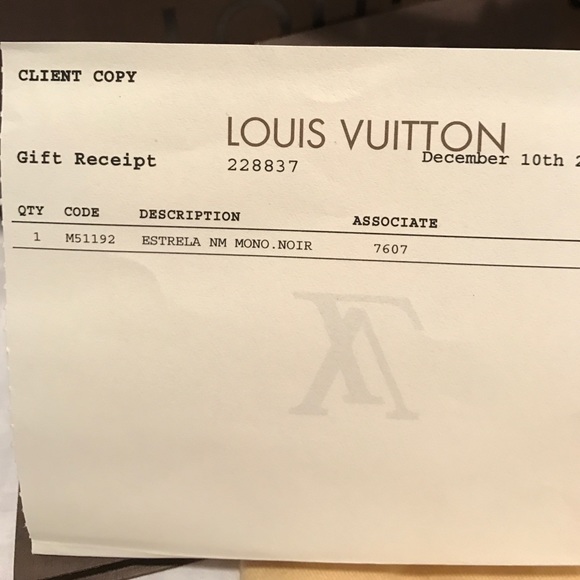 CLIENT COPY
LOUIS VUITTON
Gift Receipt 228837 December 10th 2
QTY CODE DESCRIPTION ASSOCIATE
1 M51192 ESTRELA NM MONO.NOIR 7607